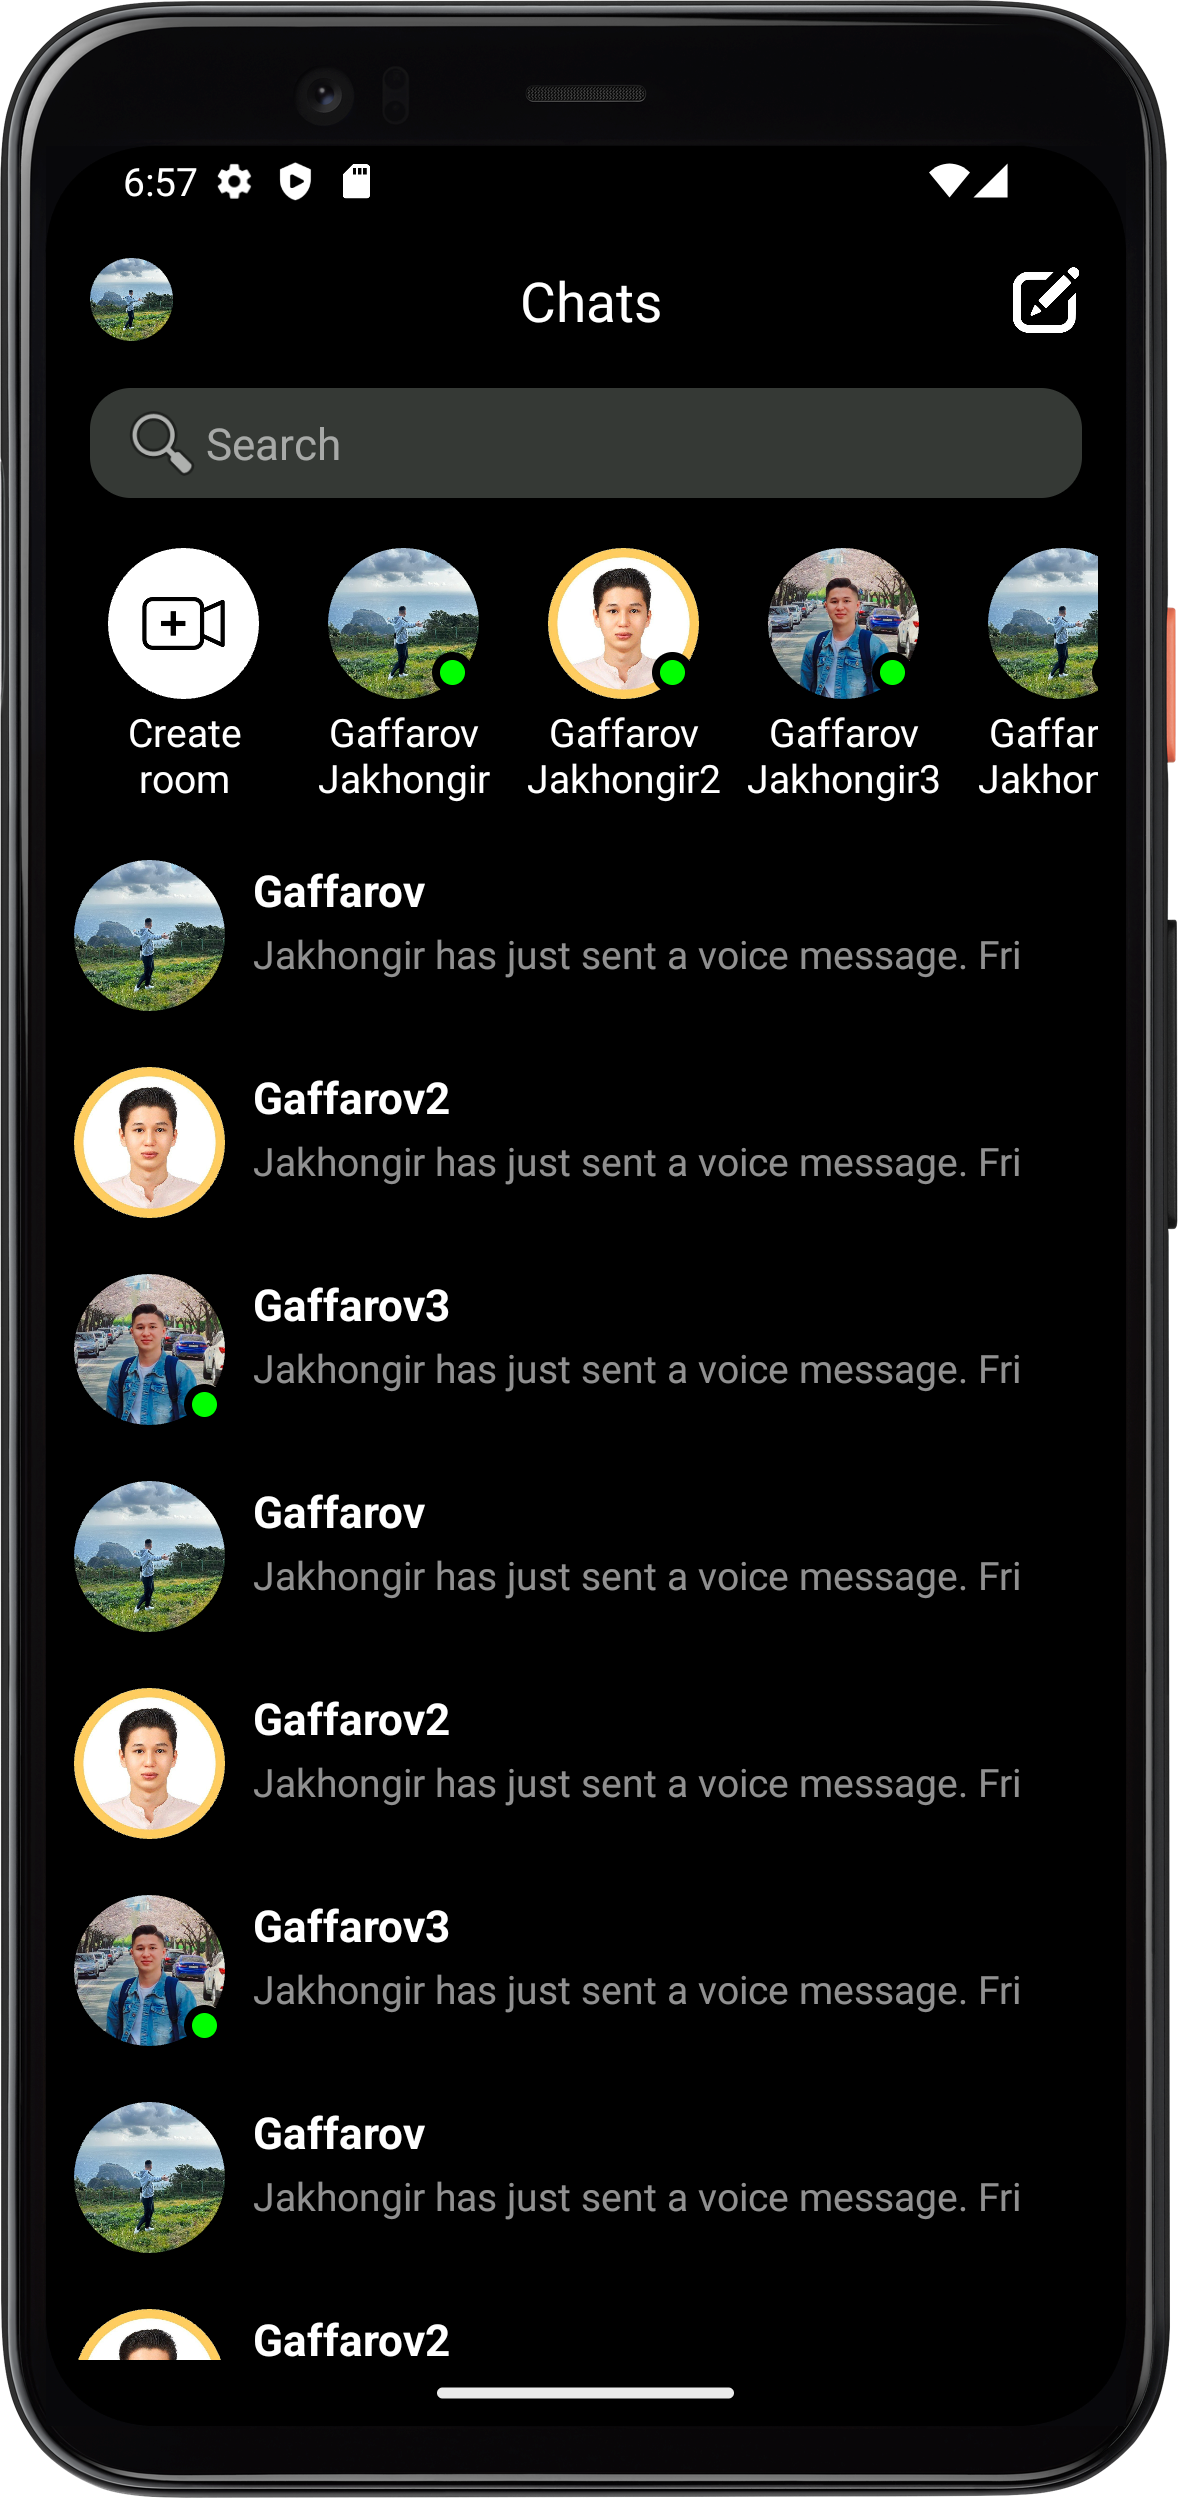 6:57
Chats
Search
Create
room
Gaffarov
Jakhongir
Gaffarov
Jakhongir2
Gaffarov
Jakhongir3
Gaffar
Jakhor
Gaffarov
Jakhongir has just sent a voice message. Fri
Gaffarov2
Jakhongir has just sent a voice message. Fri
Gaffarov3
Jakhongir has just sent a voice message. Fri
Gaffarov
Jakhongir has just sent a voice message. Fri
Gaffarov2
Jakhongir has just sent a voice message. Fri
Gaffarov3
Jakhongir has just sent a voice message. Fri
Gaffarov
Jakhongir has just sent a voice message. Fri
Gaffarov2